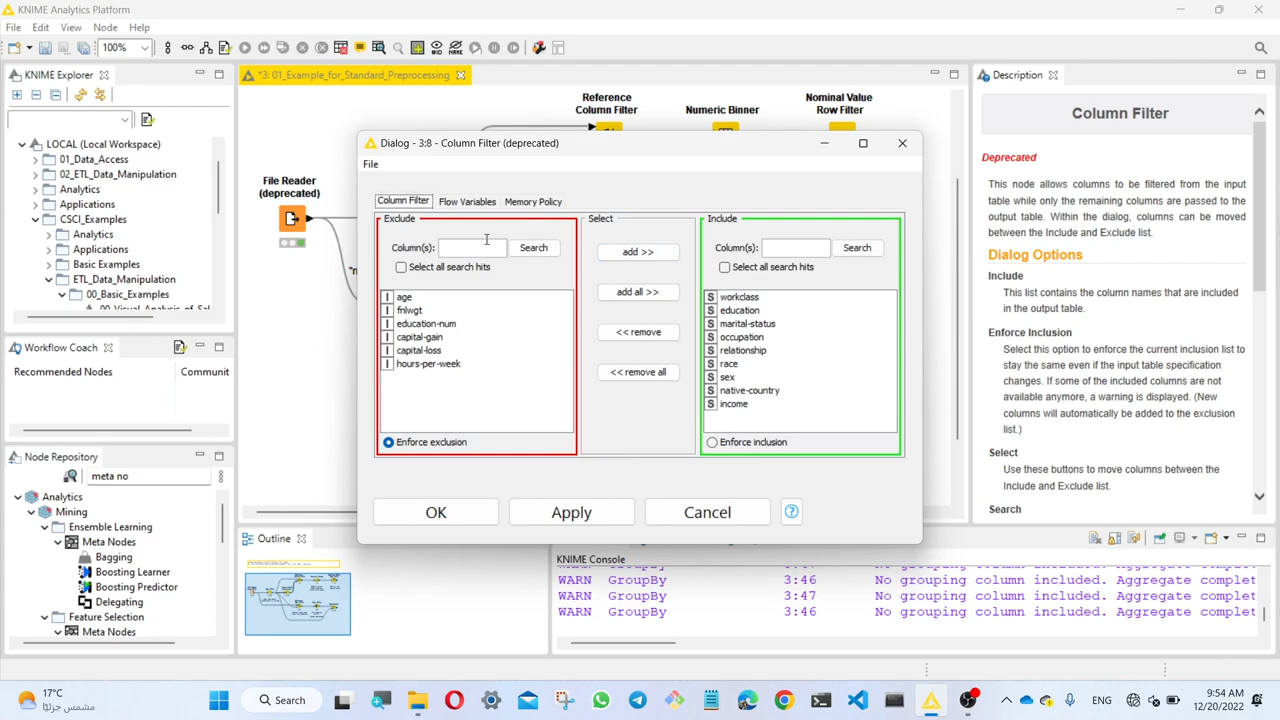 KNIME Analytics Platform
File Edit View Node Help
100%
KNIME Explorer
LOCAL (Local Workspace)
01_Data_Access
02_ETL_Data_Manipulation
Analytics
Applications
CSCI_Examples
Analytics
Applications
Basic Examples
ETL_Data_Manipulation
00_Basic_Examples
Workflow Coach
Recommended Nodes Communit
Node Repository
meta no
Analytics
Mining
Ensemble Learning
Meta Nodes
Bagging
Boosting Learner
Boosting Predictor
Delegating
Feature Selection
Meta Nodes
*3: 01_Example_for_Standard_Preprocessing
Reference
Column Filter
Numeric Binner
Nominal Value
Row Filter
File Reader
(deprecated)
Dialog - 3:8 - Column Filter (deprecated)
File
Column Filter Flow Variables Memory Policy
Exclude
Column(s): Search
Select all search hits
I age
I fnlwgt
I education-num
I capital-gain
I capital-loss
I hours-per-week
Enforce exclusion
Select
add >>
add all >>
<< remove
<< remove all
Include
Column(s): Search
Select all search hits
S workclass
S education
S marital-status
S occupation
S relationship
S race
S sex
S native-country
S income
Enforce inclusion
OK Apply Cancel ?
Description
Column Filter
Deprecated
This node allows columns to be filtered from the input
table while only the remaining columns are passed to the
output table. Within the dialog, columns can be moved
between the Include and Exclude list.
Dialog Options
Include
This list contains the column names that are included
in the output table.
Enforce Inclusion
Select this option to enforce the current inclusion list to
stay the same even if the input table specification
changes. If some of the included columns are not
available anymore, a warning is displayed. (New
columns will automatically be added to the exclusion
list.)
Select
Use these buttons to move columns between the
Include and Exclude list.
Search
Outline
KNIME Console
WARN GroupBy 3:46 No grouping column included. Aggregate complet
WARN GroupBy 3:47 No grouping column included. Aggregate complet
WARN GroupBy 3:46 No grouping column included. Aggregate complet
17°C
مشمس جزئيًا
Search
ENG
9:54 AM
12/20/2022